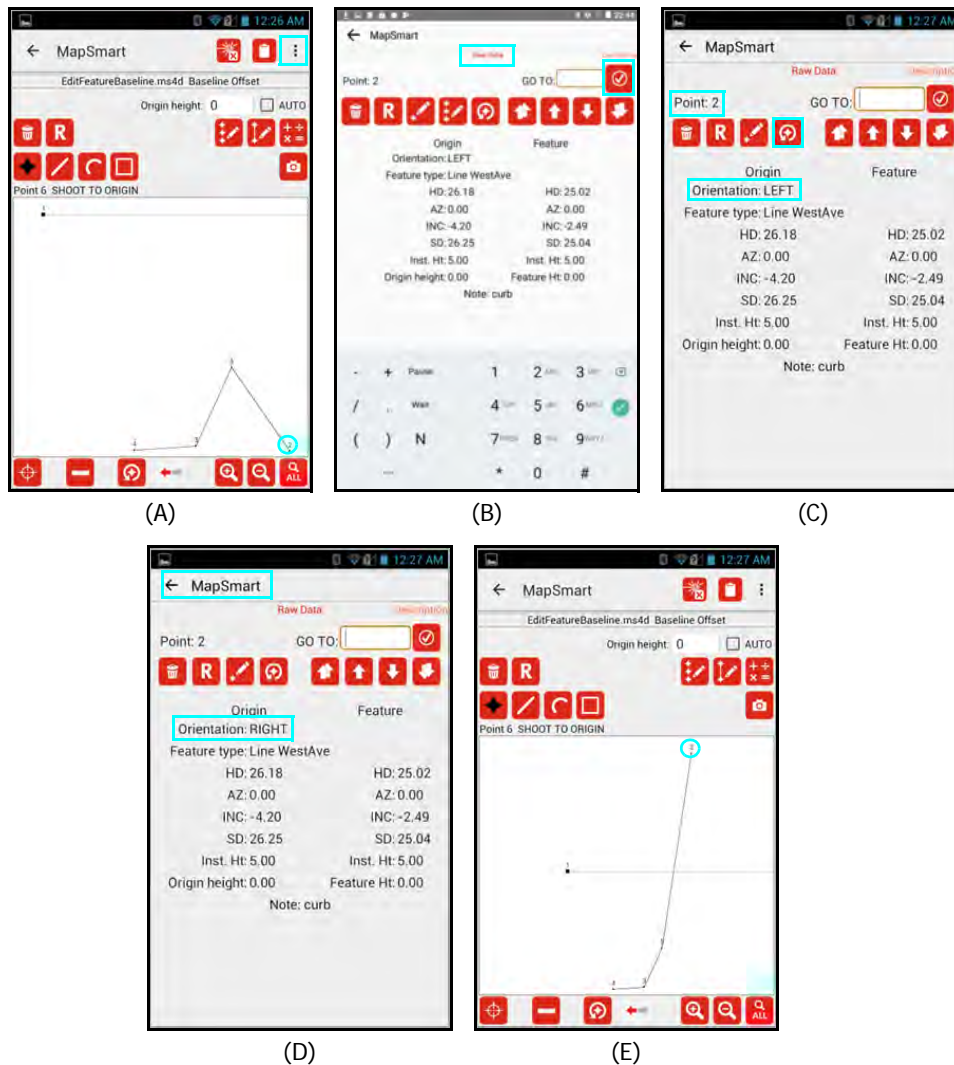 12:26 AM
MapSmart
EditFeatureBaseline.ms4d Baseline Offset
Origin height: 0 AUTO
R
Point 6 SHOOT TO ORIGIN
1
5
4 3
2
ALL
(A)
22:44
MapSmart
Raw Data
Point: 2 GO TO:
R
Origin Feature
Orientation: LEFT
Feature type: Line WestAve
HD: 26.18 HD: 25.02
AZ: 0.00 AZ: 0.00
INC: -4.20 INC: -2.49
SD: 26.25 SD: 25.04
Inst. Ht: 5.00 Inst. Ht: 5.00
Origin height: 0.00 Feature Ht: 0.00
Note: curb
- + Pause 1 2 ABC 3
/ , Wait 4 5 6
( ) N 7 8 9
* 0 #
(B)
12:27 AM
MapSmart
Raw Data Descriptio
Point: 2 GO TO:
R
Origin Feature
Orientation: LEFT
Feature type: Line WestAve
HD: 26.18 HD: 25.02
AZ: 0.00 AZ: 0.00
INC: -4.20 INC: -2.49
SD: 26.25 SD: 25.04
Inst. Ht: 5.00 Inst. Ht: 5.00
Origin height: 0.00 Feature Ht: 0.00
Note: curb
(C)
12:27 AM
MapSmart
Raw Data Description
Point: 2 GO TO:
R
Origin Feature
Orientation: RIGHT
Feature type: Line WestAve
HD: 26.18 HD: 25.02
AZ: 0.00 AZ: 0.00
INC: -4.20 INC: -2.49
SD: 26.25 SD: 25.04
Inst. Ht: 5.00 Inst. Ht: 5.00
Origin height: 0.00 Feature Ht: 0.00
Note: curb
(D)
12:27 AM
MapSmart
EditFeatureBaseline.ms4d Baseline Offset
Origin height: 0 AUTO
R
Point 6 SHOOT TO ORIGIN
2
1
5
4 3
ALL
(E)